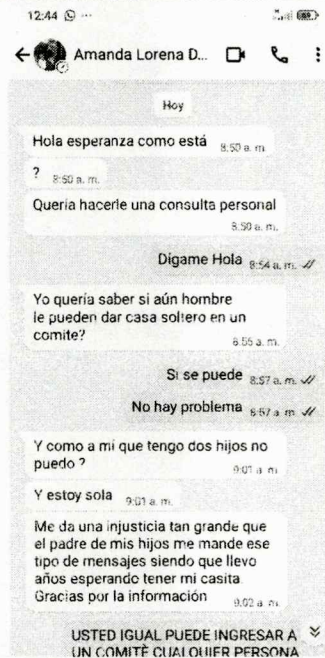 12:44
Amanda Lorena D...
Hoy
Hola esperanza como está 8:50 a. m.
? 8:50 a. m.
Queria hacerle una consulta personal
8:50 a. m.
Digame Hola 8:54 a. m.
Yo quería saber si aún hombre
le pueden dar casa soltero en un
comite?
8:55 a. m.
Si se puede 8:57 a. m.
No hay problema 8:57 a. m.
Y como a mi que tengo dos hijos no
puedo ?
9:01 a. m.
Y estoy sola 9:01 a. m.
Me da una injusticia tan grande que
el padre de mis hijos me mande ese
tipo de mensajes siendo que llevo
años esperando tener mi casita
Gracias por la información 9:02 a. m.
USTED IGUAL PUEDE INGRESAR A
UN COMITÈ CUALQUIER PERSONA